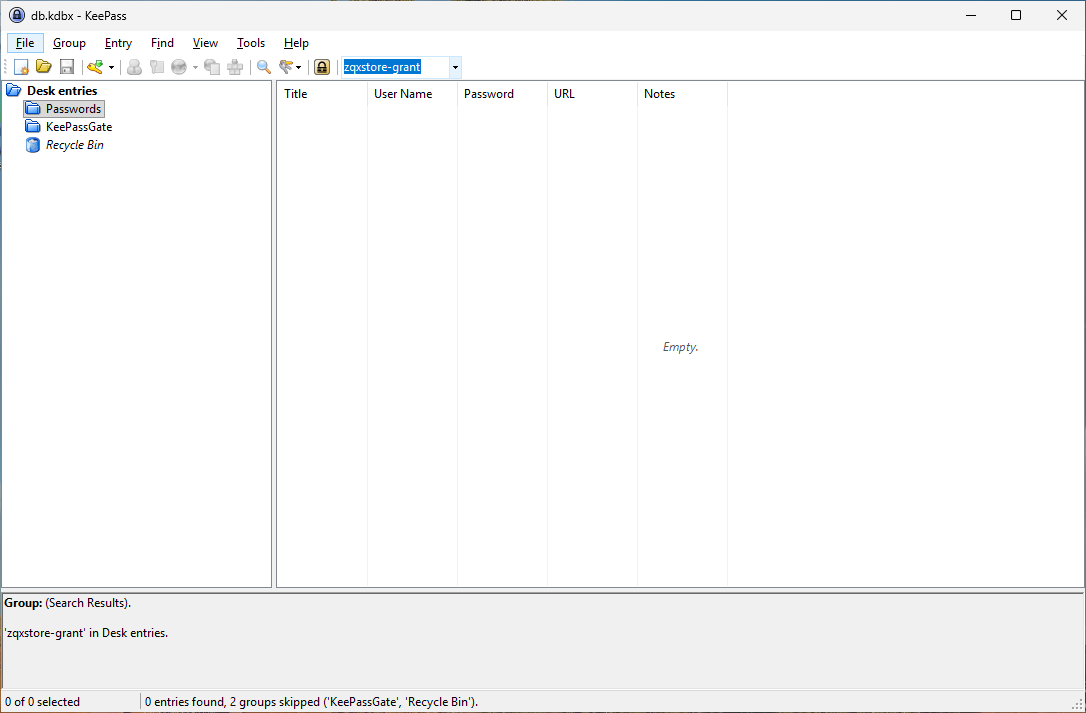 db.kdbx - KeePass
File Group Entry Find View Tools Help
zqxstore-grant
Desk entries
Passwords
KeePassGate
Recycle Bin
Title User Name Password URL Notes
Empty.
Group: (Search Results).
'zqxstore-grant' in Desk entries.
0 of 0 selected
0 entries found, 2 groups skipped ('KeePassGate', 'Recycle Bin').